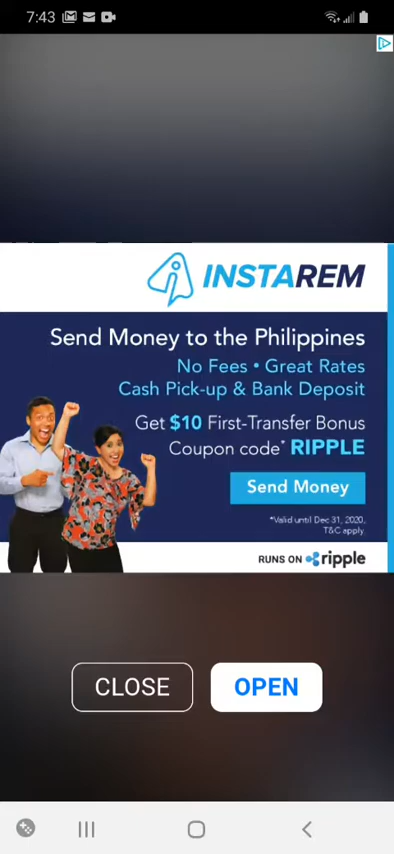 7:43
INSTAREM
Send Money to the Philippines
No Fees • Great Rates
Cash Pick-up & Bank Deposit
Get $10 First-Transfer Bonus
Coupon code* RIPPLE
Send Money
*Valid until Dec 31, 2020,
T&C apply.
RUNS ON ripple
CLOSE
OPEN